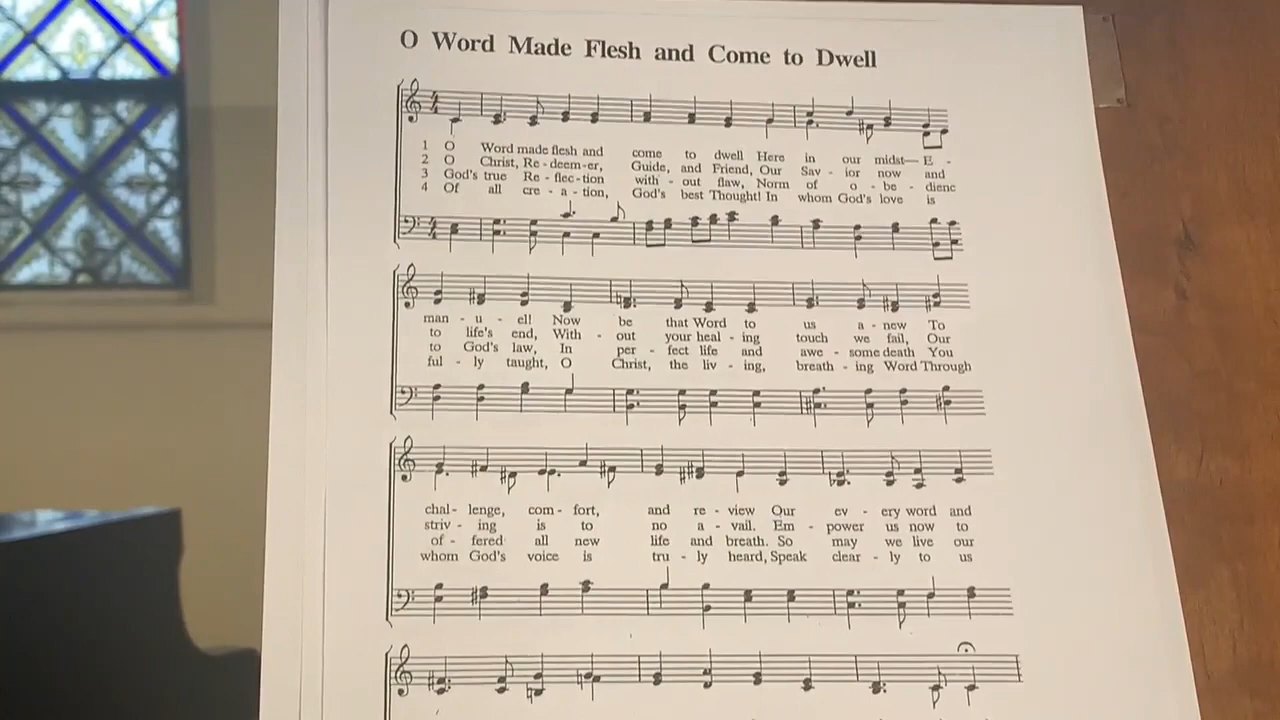 O Word Made Flesh and Come to Dwell
1 O Word made flesh and come to dwell Here in our midst— E -
2 O Christ, Re - deem-er, Guide, and Friend, Our Sav - ior now and
3 God's true Re - flec-tion with - out flaw, Norm of o - be - dienc
4 Of all cre - a - tion, God's best Thought! In whom God's love is
man - u - el! Now be that Word to us a - new To
to life's end, With - out your heal - ing touch we fail, Our
to God's law, In per - fect life and awe - some death You
ful - ly taught, O Christ, the liv - ing, breath - ing Word Through
chal- lenge, com - fort, and re - view Our ev - ery word and
striv - ing is to no a - vail. Em - power us now to
of - fered all new life and breath. So may we live our
whom God's voice is tru - ly heard, Speak clear - ly to us